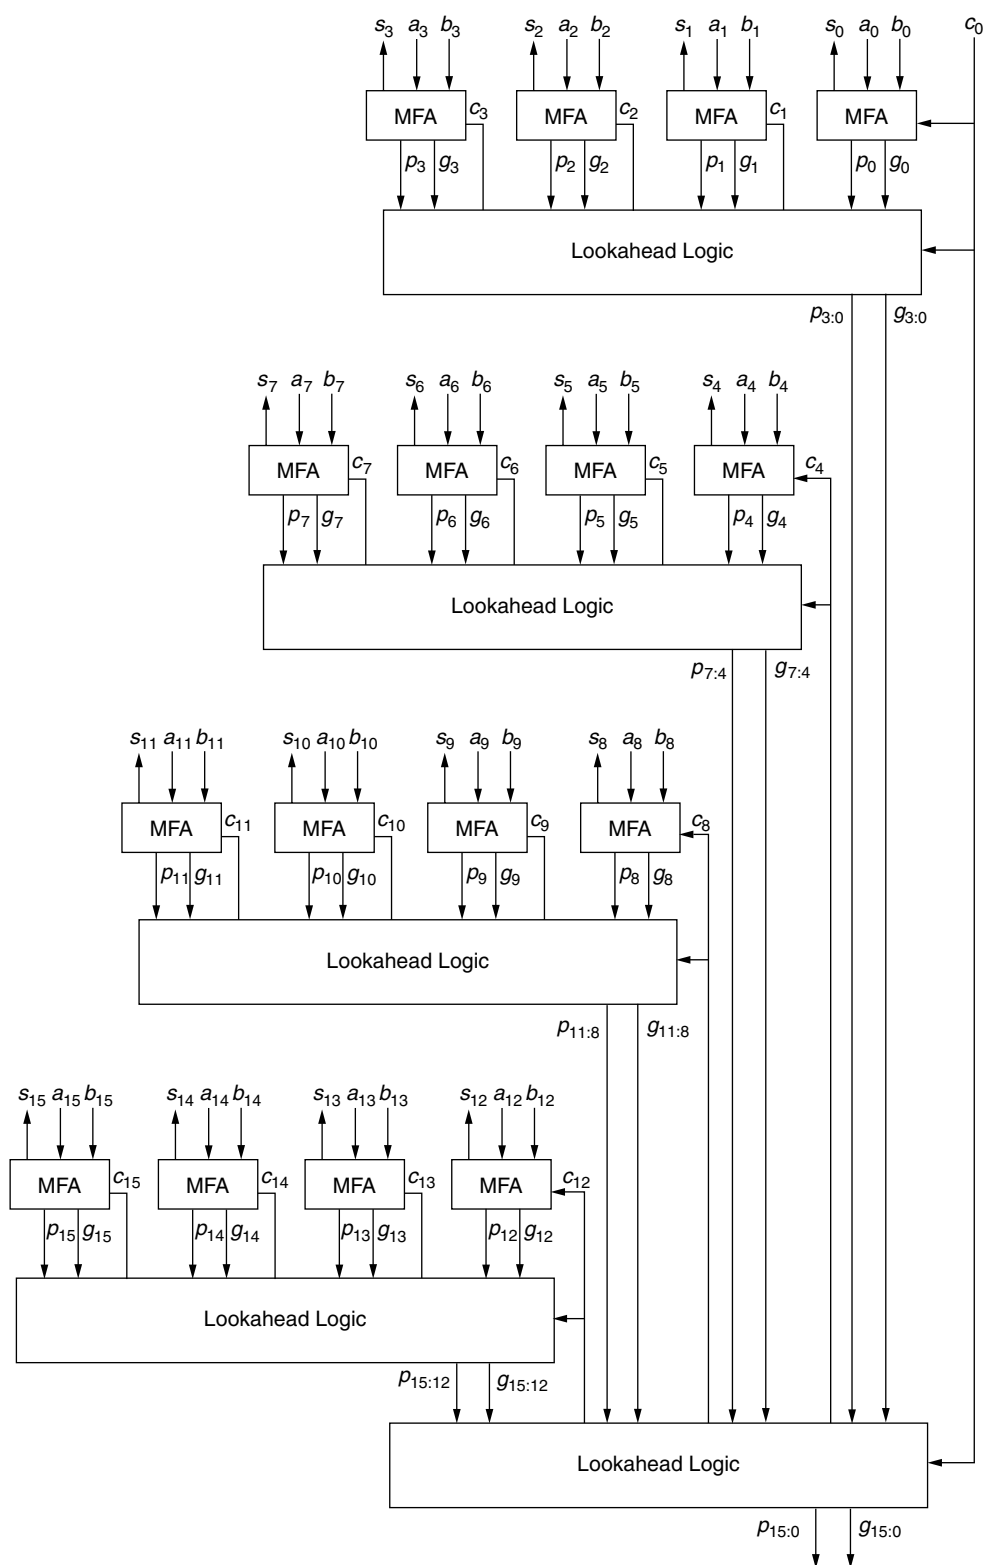 s3 a3 b3 s2 a2 b2 s1 a1 b1 s0 a0 b0 c0
MFA c3 MFA c2 MFA c1 MFA
p3 g3 p2 g2 p1 g1 p0 g0
Lookahead Logic
p3:0 g3:0
s7 a7 b7 s6 a6 b6 s5 a5 b5 s4 a4 b4
MFA c7 MFA c6 MFA c5 MFA c4
p7 g7 p6 g6 p5 g5 p4 g4
Lookahead Logic
p7:4 g7:4
s11 a11 b11 s10 a10 b10 s9 a9 b9 s8 a8 b8
MFA c11 MFA c10 MFA c9 MFA c8
p11 g11 p10 g10 p9 g9 p8 g8
Lookahead Logic
p11:8 g11:8
s15 a15 b15 s14 a14 b14 s13 a13 b13 s12 a12 b12
MFA c15 MFA c14 MFA c13 MFA c12
p15 g15 p14 g14 p13 g13 p12 g12
Lookahead Logic
p15:12 g15:12
Lookahead Logic
p15:0 g15:0